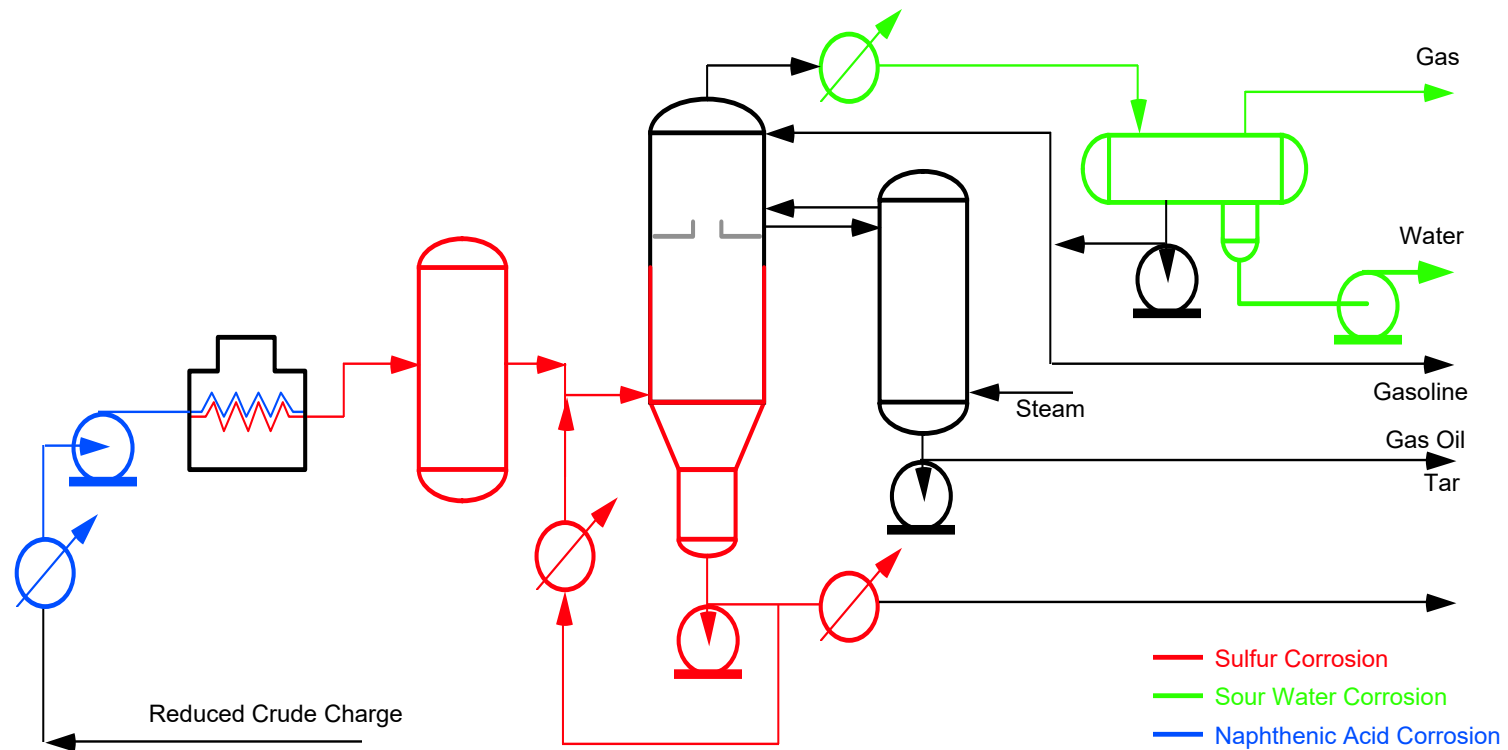 Gas
Water
Steam
Gasoline
Gas Oil
Tar
Reduced Crude Charge
Sulfur Corrosion
Sour Water Corrosion
Naphthenic Acid Corrosion